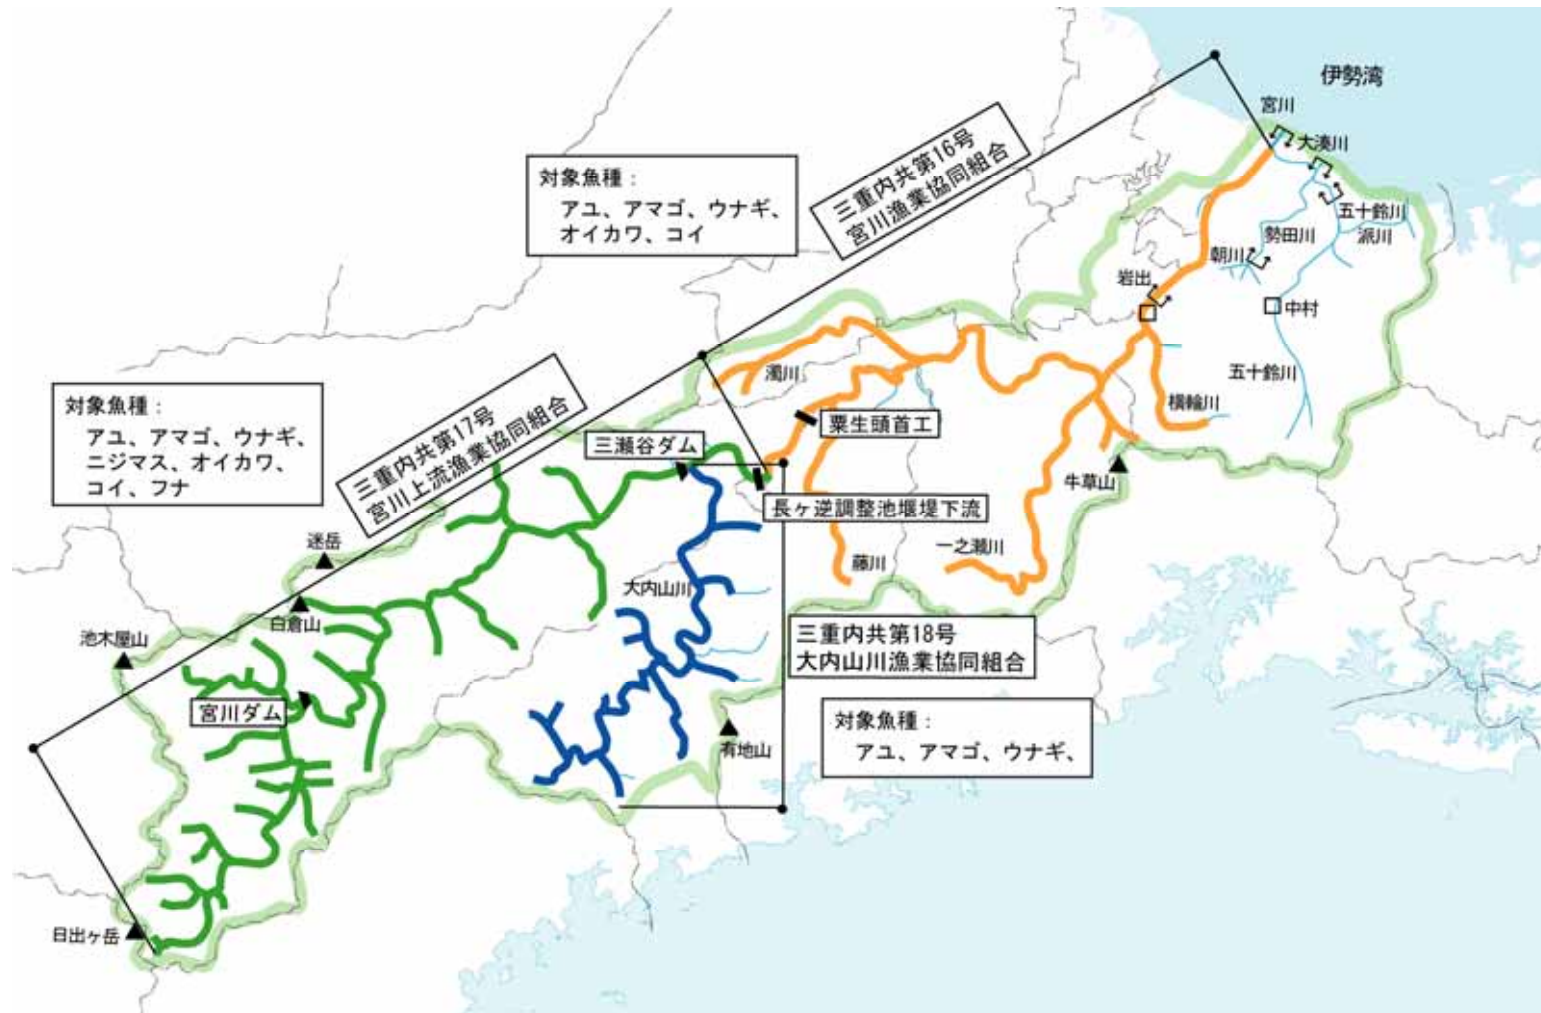 伊勢湾
宮川
大湊川
五十鈴川
派川
勢田川
朝川
岩出
中村
五十鈴川
横輪川
三重内共第16号
宮川漁業協同組合
対象魚種：
アユ、アマゴ、ウナギ、
オイカワ、コイ
濁川
粟生頭首工
三瀬谷ダム
長ヶ逆調整池堰堤下流
牛草山
一之瀬川
藤川
三重内共第17号
宮川上流漁業協同組合
対象魚種：
アユ、アマゴ、ウナギ、
ニジマス、オイカワ、
コイ、フナ
迷岳
白倉山
池木屋山
大内山川
宮川ダム
三重内共第18号
大内山川漁業協同組合
対象魚種：
アユ、アマゴ、ウナギ、
有地山
日出ヶ岳